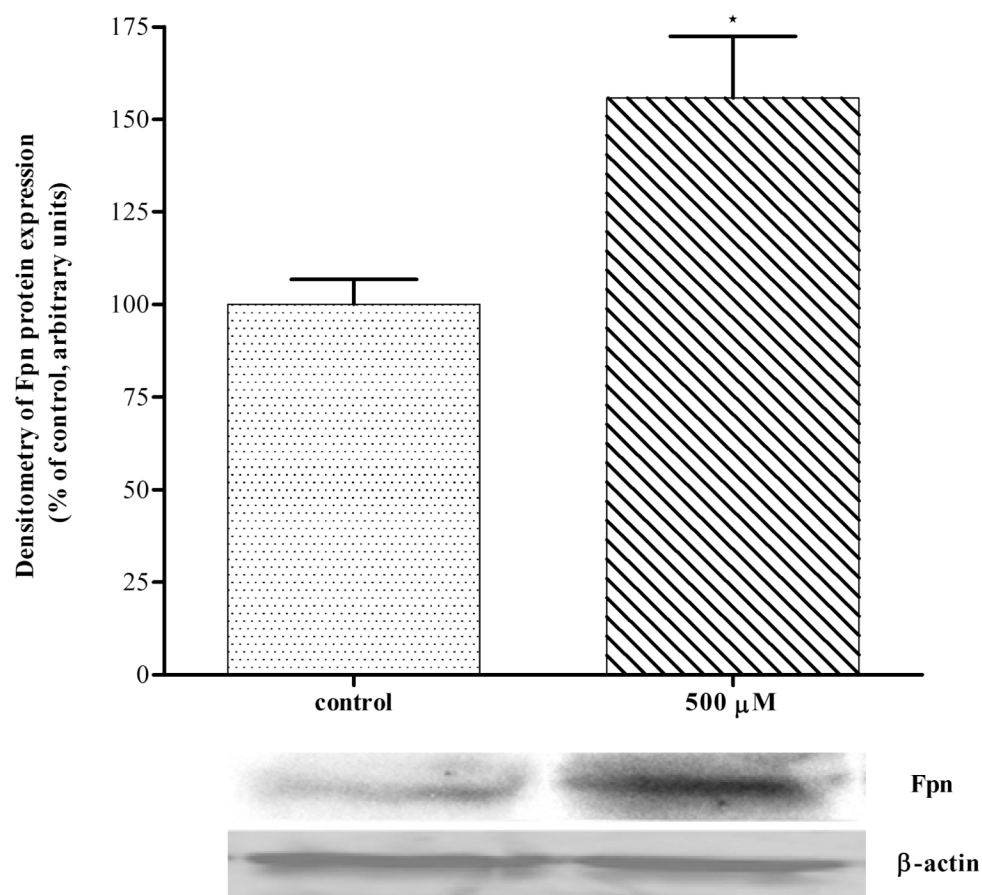 Densitometry of Fpn protein expression
(% of control, arbitrary units)
175
150
125
100
75
50
25
0
*
control
500 μM
Fpn
β-actin